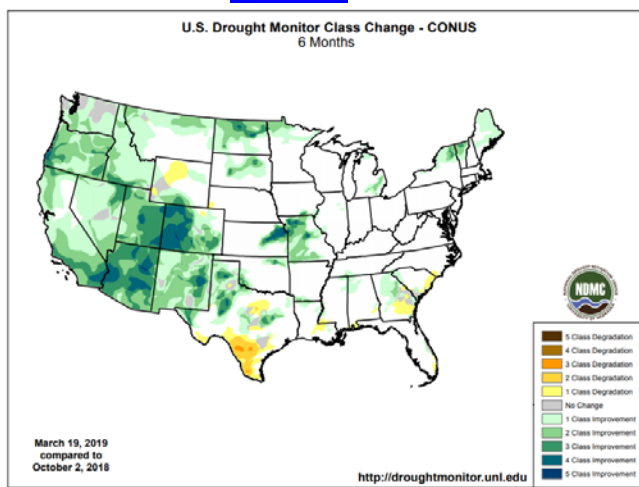 U.S. Drought Monitor Class Change - CONUS
6 Months
NDMC
5 Class Degradation
4 Class Degradation
3 Class Degradation
2 Class Degradation
1 Class Degradation
No Change
1 Class Improvement
2 Class Improvement
3 Class Improvement
4 Class Improvement
5 Class Improvement
March 19, 2019
compared to
October 2, 2018
http://droughtmonitor.unl.edu